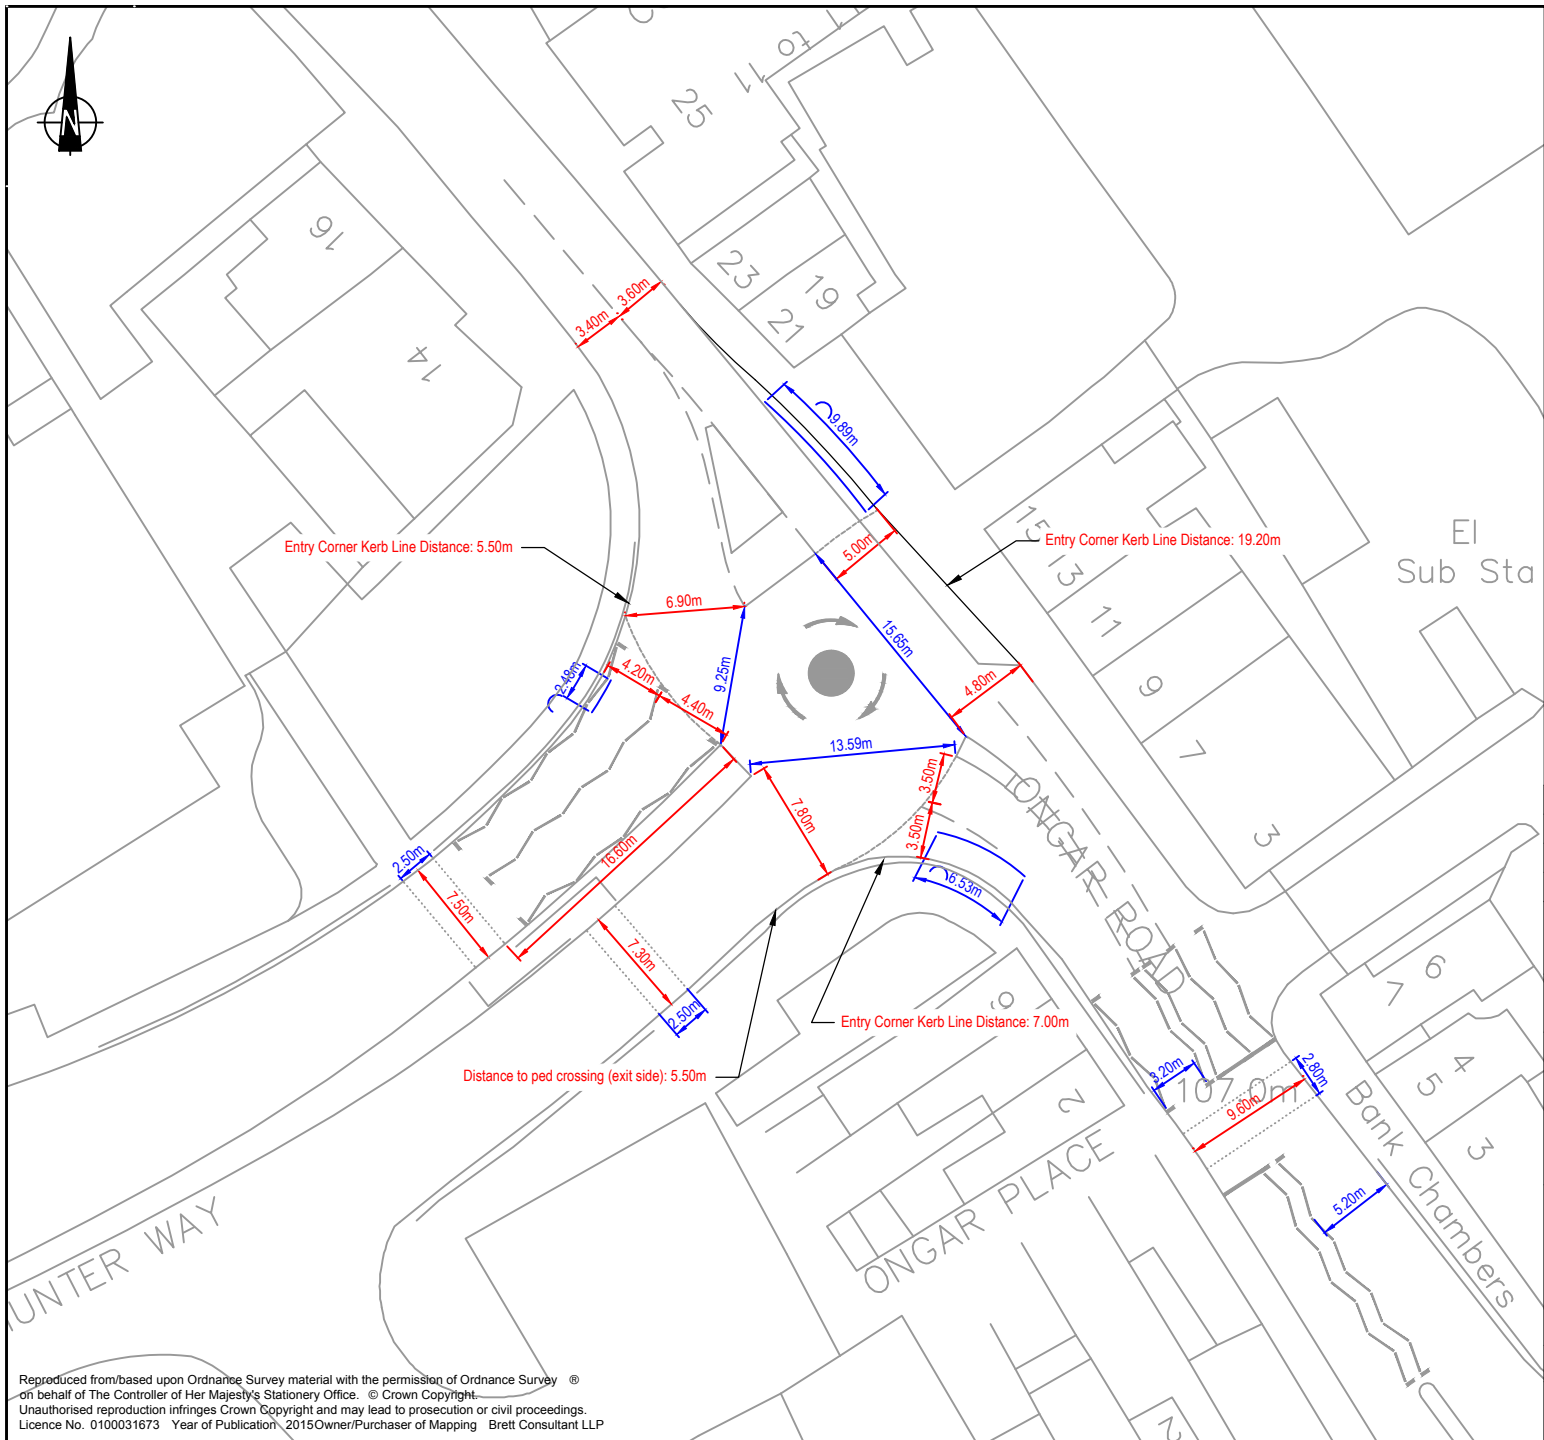 N
25
11
to
16
14
23
19
21
3.60m
3.40m
9.89m
Entry Corner Kerb Line Distance: 5.50m
Entry Corner Kerb Line Distance: 19.20m
El
Sub Sta
15
13
11
9
7
3
5.00m
6.90m
15.65m
9.25m
4.20m
4.40m
2.48m
4.80m
13.59m
3.50m
3.50m
7.80m
16.60m
6.53m
2.50m
7.50m
7.30m
2.50m
ONGAR ROAD
Entry Corner Kerb Line Distance: 7.00m
Distance to ped crossing (exit side): 5.50m
6
7
4
5
3
6
2
3.20m
107.0m
2.80m
9.60m
5.20m
Bank Chambers
ONGAR PLACE
UNTER WAY
2
Reproduced from/based upon Ordnance Survey material with the permission of Ordnance Survey ®
on behalf of The Controller of Her Majesty's Stationery Office. © Crown Copyright.
Unauthorised reproduction infringes Crown Copyright and may lead to prosecution or civil proceedings.
Licence No. 0100031673 Year of Publication 2015Owner/Purchaser of Mapping Brett Consultant LLP